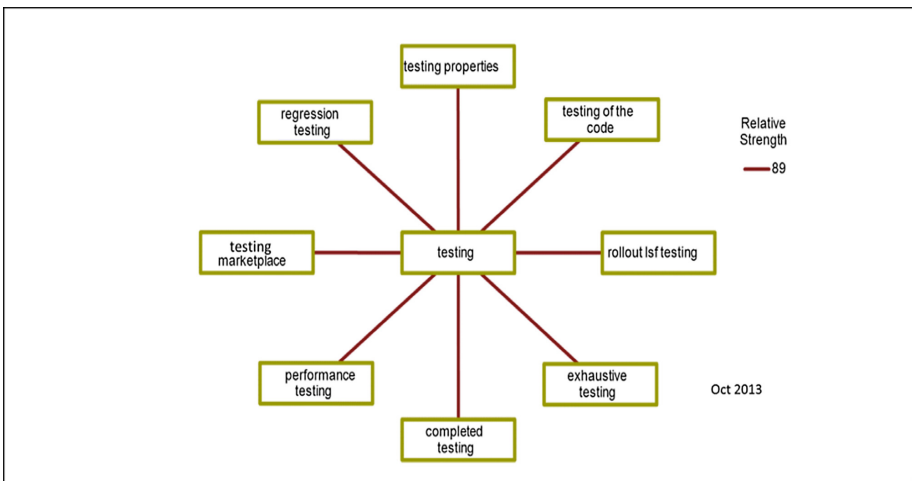 testing properties
regression
testing
testing of the
code
Relative
Strength
89
testing
marketplace
testing
rollout lsf testing
performance
testing
exhaustive
testing
Oct 2013
completed
testing